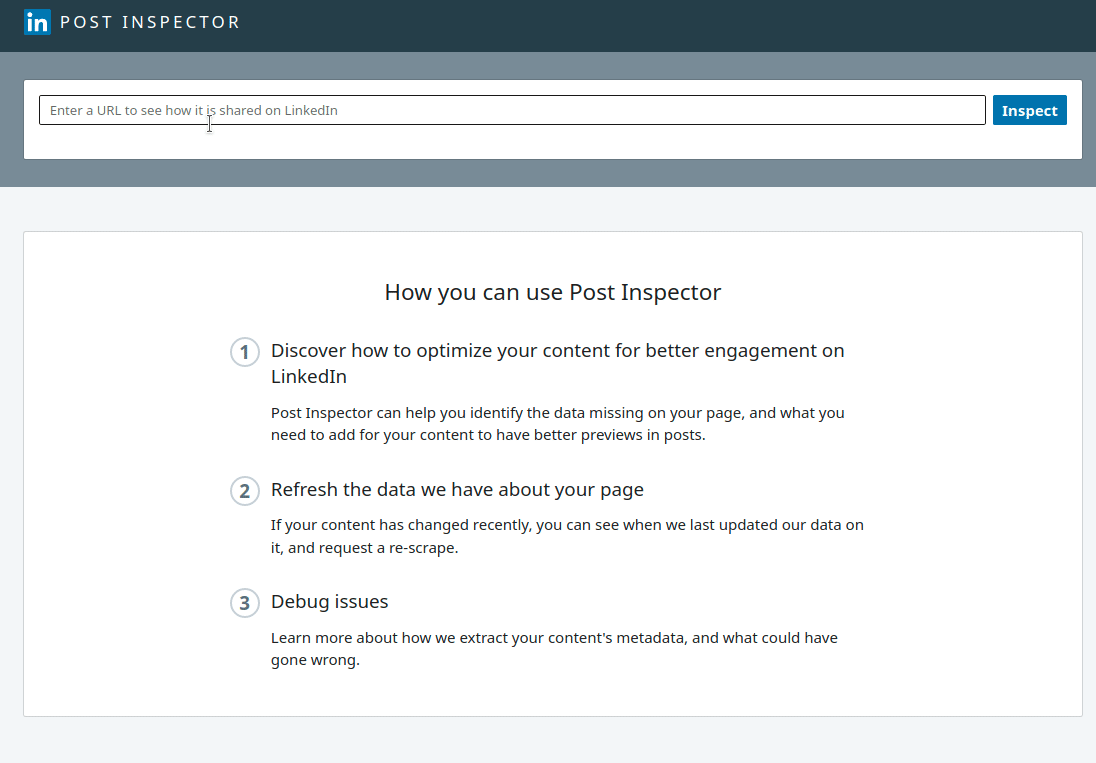 in POST INSPECTOR
Enter a URL to see how it is shared on LinkedIn
Inspect
How you can use Post Inspector
1
Discover how to optimize your content for better engagement on
LinkedIn
Post Inspector can help you identify the data missing on your page, and what you
need to add for your content to have better previews in posts.
2
Refresh the data we have about your page
If your content has changed recently, you can see when we last updated our data on
it, and request a re-scrape.
3
Debug issues
Learn more about how we extract your content's metadata, and what could have
gone wrong.